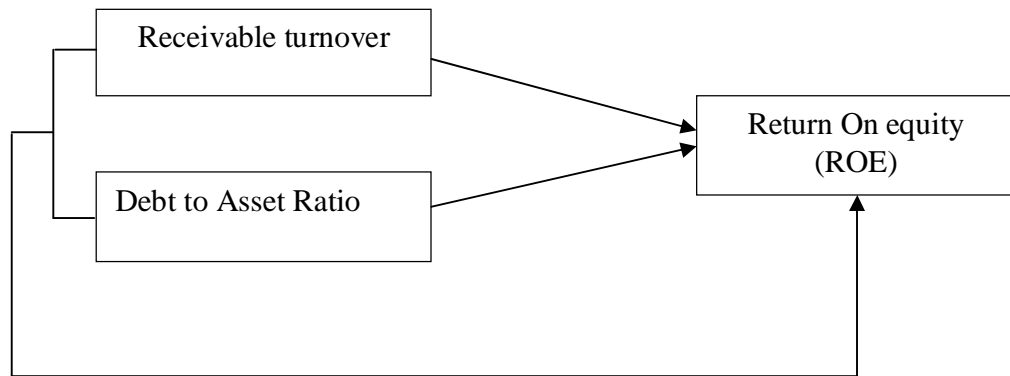 Receivable turnover
Return On equity
(ROE)
Debt to Asset Ratio